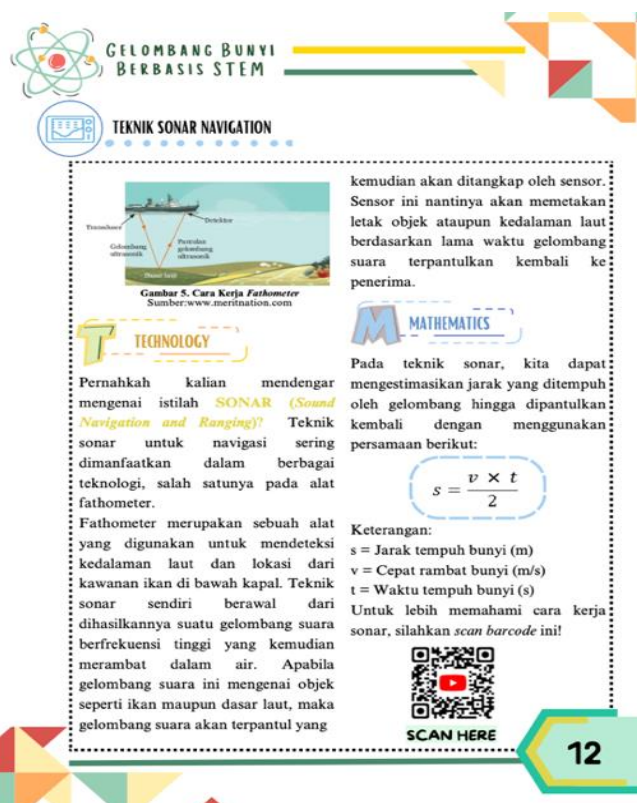 GELOMBANG BUNYI
BERBASIS STEM
TEKNIK SONAR NAVIGATION
Transduser
Detektor
Gelombang
ultrasonik
Pantulan
gelombang
ultrasonik
Dasar laut
Gambar 5. Cara Kerja Fathometer
Sumber:www.meritnation.com
T TECHNOLOGY
Pernahkah kalian mendengar
mengenai istilah SONAR (Sound
Navigation and Ranging)? Teknik
sonar untuk navigasi sering
dimanfaatkan dalam berbagai
teknologi, salah satunya pada alat
fathometer.
Fathometer merupakan sebuah alat
yang digunakan untuk mendeteksi
kedalaman laut dan lokasi dari
kawanan ikan di bawah kapal. Teknik
sonar sendiri berawal dari
dihasilkannya suatu gelombang suara
berfrekuensi tinggi yang kemudian
merambat dalam air. Apabila
gelombang suara ini mengenai objek
seperti ikan maupun dasar laut, maka
gelombang suara akan terpantul yang
kemudian akan ditangkap oleh sensor.
Sensor ini nantinya akan memetakan
letak objek ataupun kedalaman laut
berdasarkan lama waktu gelombang
suara terpantulkan kembali ke
penerima.
M MATHEMATICS
Pada teknik sonar, kita dapat
mengestimasikan jarak yang ditempuh
oleh gelombang hingga dipantulkan
kembali dengan menggunakan
persamaan berikut:
s = v × t / 2
Keterangan:
s = Jarak tempuh bunyi (m)
v = Cepat rambat bunyi (m/s)
t = Waktu tempuh bunyi (s)
Untuk lebih memahami cara kerja
sonar, silahkan scan barcode ini!
SCAN HERE
12